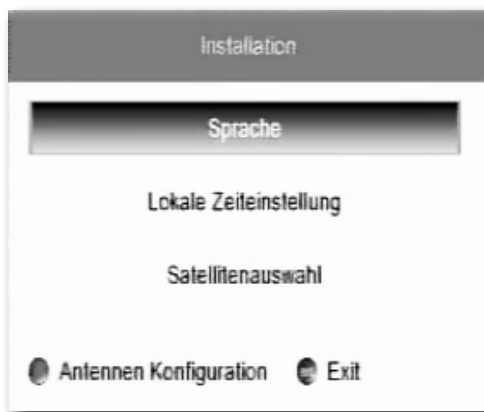 Installation
Sprache
Lokale Zeiteinstellung
Satellitenauswahl
Antennen Konfiguration Exit